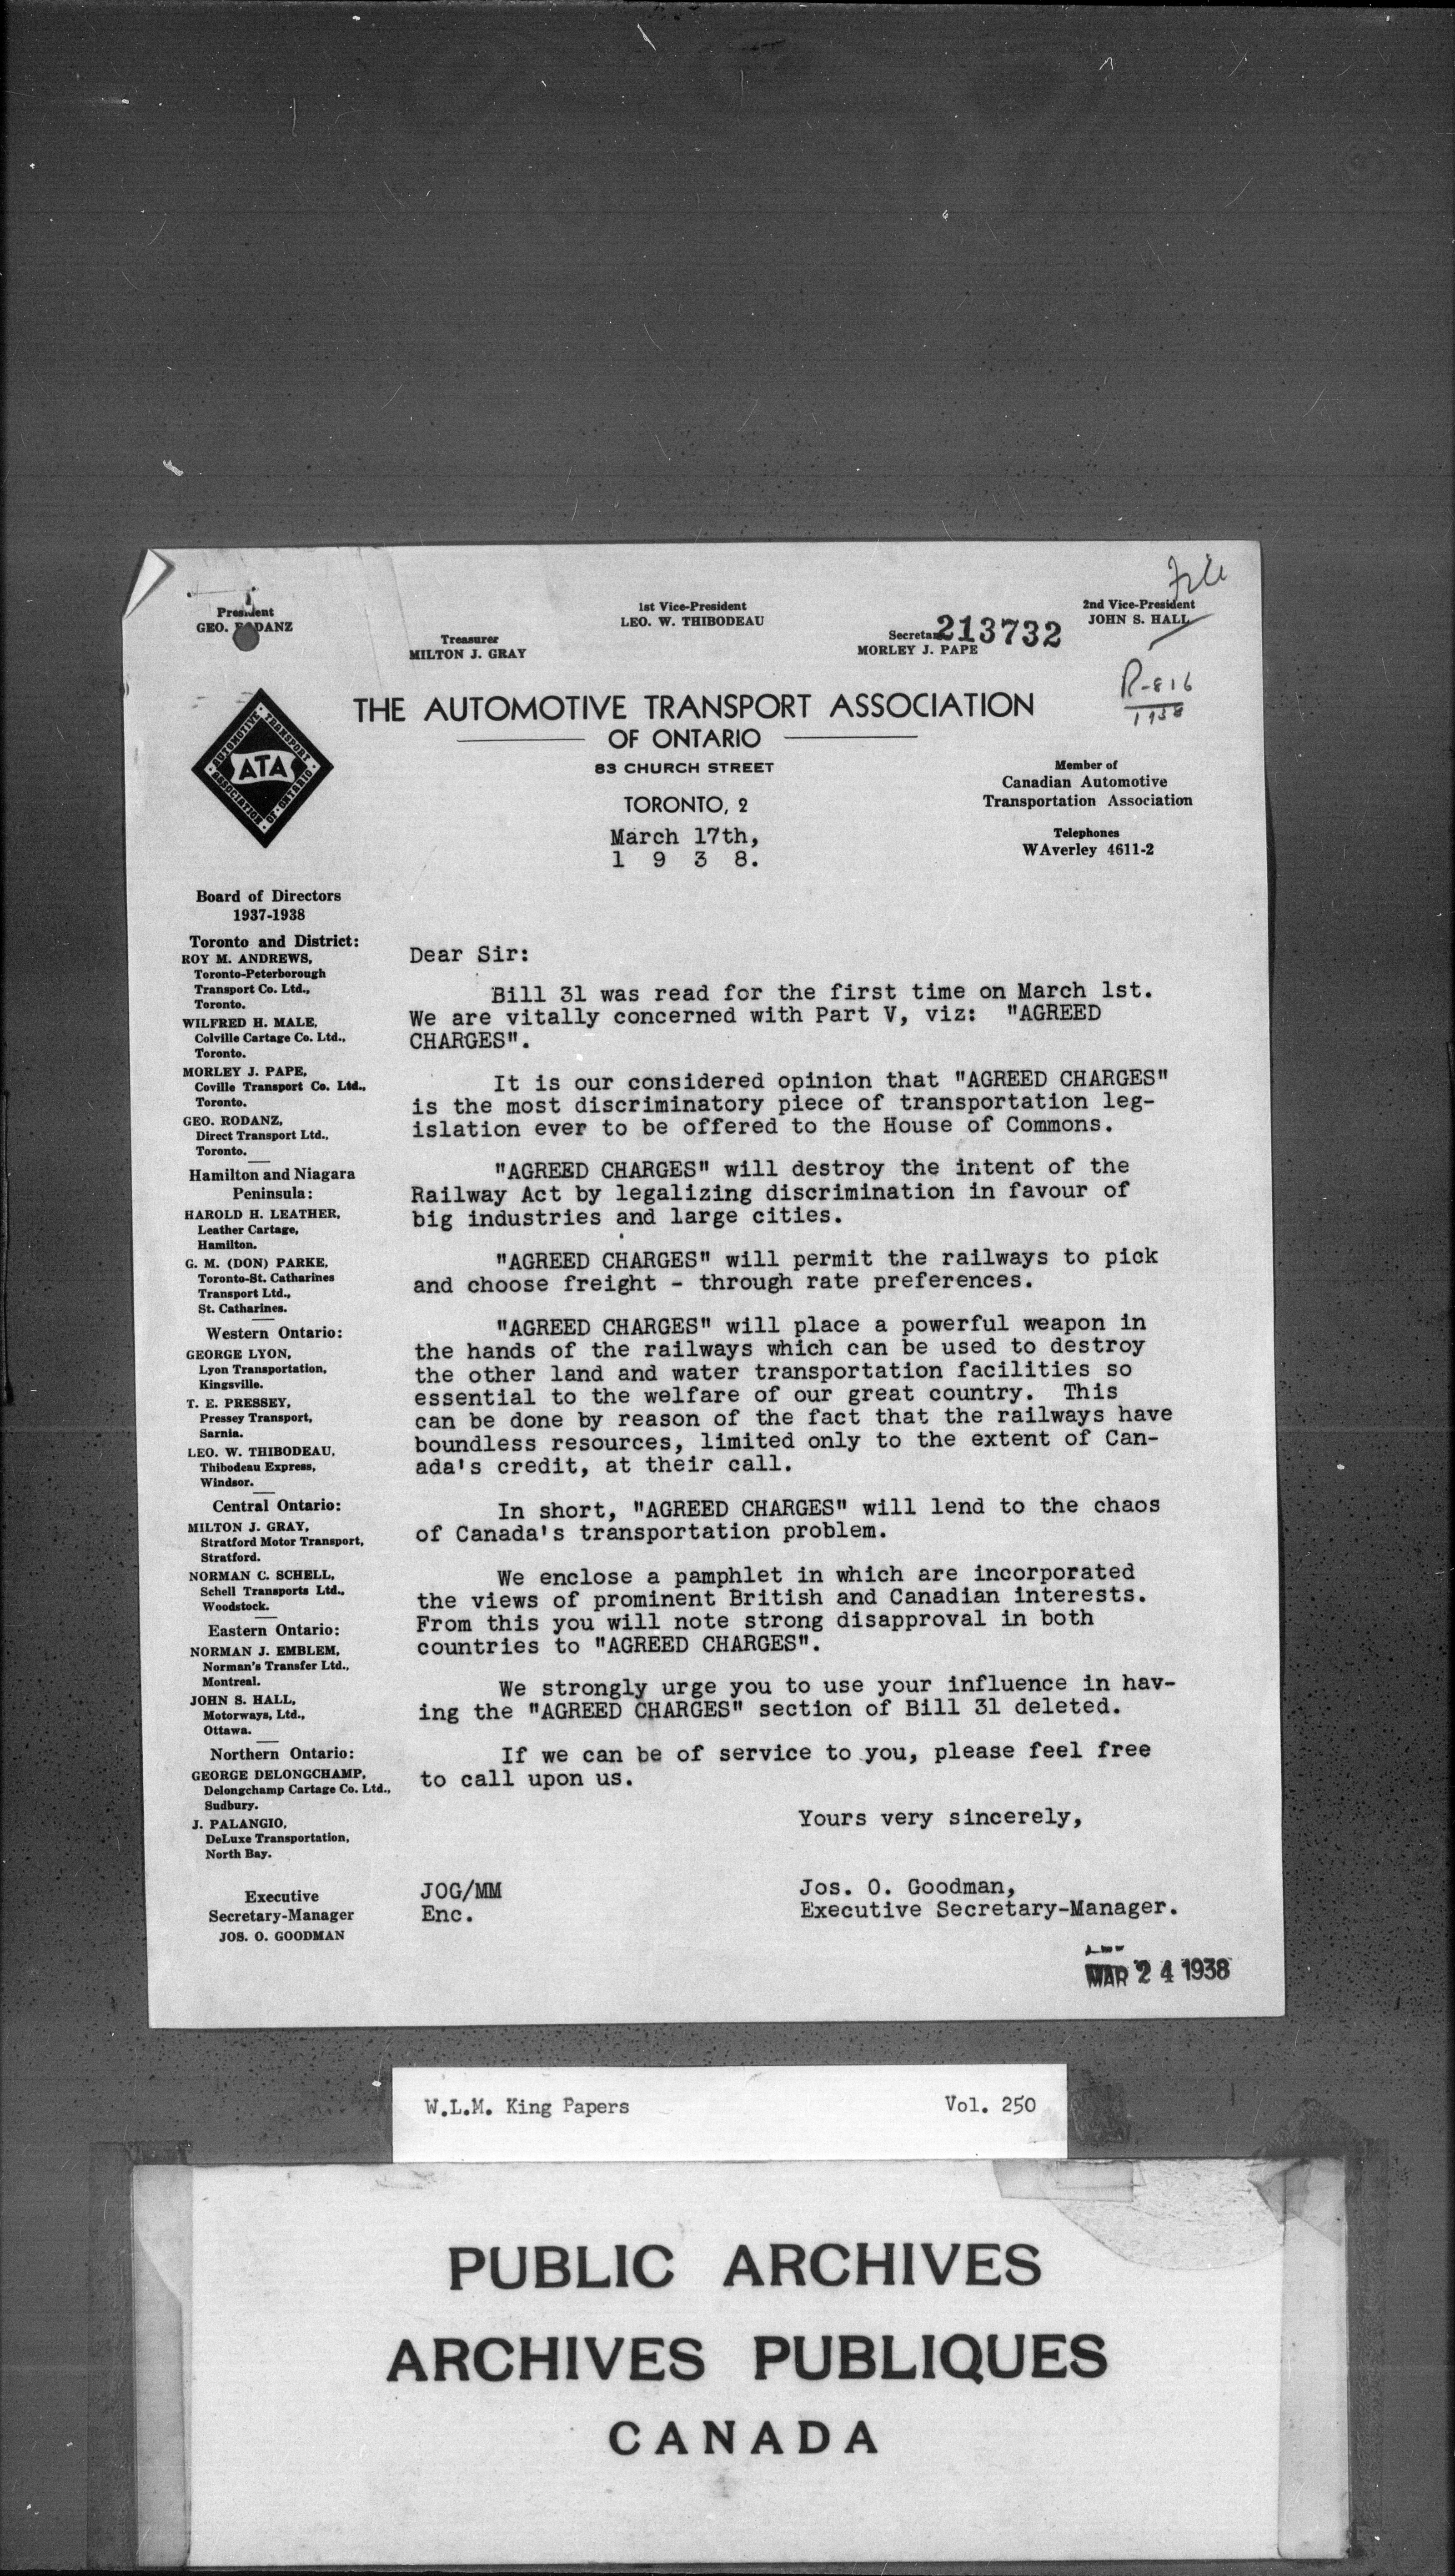 File
President
GEO. RODANZ
Treasurer
MILTON J. GRAY
1st Vice-President
LEO. W. THIBODEAU
Secretary
MORLEY J. PAPE
213732
2nd Vice-President
JOHN S. HALL
R-816
1938
THE AUTOMOTIVE TRANSPORT ASSOCIATION
OF ONTARIO
83 CHURCH STREET
TORONTO, 2
March 17th,
1 9 3 8.
AUTOMOTIVE TRANSPORT
ATA
ASSOCIATION OF ONTARIO
Member of
Canadian Automotive
Transportation Association
Telephones
WAverley 4611-2
Board of Directors
1937-1938
Toronto and District:
ROY M. ANDREWS,
Toronto-Peterborough
Transport Co. Ltd.,
Toronto.
WILFRED H. MALE,
Colville Cartage Co. Ltd.,
Toronto.
MORLEY J. PAPE,
Coville Transport Co. Ltd.,
Toronto.
GEO. RODANZ,
Direct Transport Ltd.,
Toronto.
Hamilton and Niagara
Peninsula:
HAROLD H. LEATHER,
Leather Cartage,
Hamilton.
G. M. (DON) PARKE,
Toronto-St. Catharines
Transport Ltd.,
St. Catharines.
Western Ontario:
GEORGE LYON,
Lyon Transportation,
Kingsville.
T. E. PRESSEY,
Pressey Transport,
Sarnia.
LEO. W. THIBODEAU,
Thibodeau Express,
Windsor.
Central Ontario:
MILTON J. GRAY,
Stratford Motor Transport,
Stratford.
NORMAN C. SCHELL,
Schell Transports Ltd.,
Woodstock.
Eastern Ontario:
NORMAN J. EMBLEM,
Norman's Transfer Ltd.,
Montreal.
JOHN S. HALL,
Motorways, Ltd.,
Ottawa.
Northern Ontario:
GEORGE DELONGCHAMP,
Delongchamp Cartage Co. Ltd.,
Sudbury.
J. PALANGIO,
DeLuxe Transportation,
North Bay.
Executive
Secretary-Manager
JOS. O. GOODMAN
Dear Sir:
Bill 31 was read for the first time on March 1st.
We are vitally concerned with Part V, viz: "AGREED
CHARGES".
It is our considered opinion that "AGREED CHARGES"
is the most discriminatory piece of transportation leg-
islation ever to be offered to the House of Commons.
"AGREED CHARGES" will destroy the intent of the
Railway Act by legalizing discrimination in favour of
big industries and large cities.
"AGREED CHARGES" will permit the railways to pick
and choose freight - through rate preferences.
"AGREED CHARGES" will place a powerful weapon in
the hands of the railways which can be used to destroy
the other land and water transportation facilities so
essential to the welfare of our great country. This
can be done by reason of the fact that the railways have
boundless resources, limited only to the extent of Can-
ada's credit, at their call.
In short, "AGREED CHARGES" will lend to the chaos
of Canada's transportation problem.
We enclose a pamphlet in which are incorporated
the views of prominent British and Canadian interests.
From this you will note strong disapproval in both
countries to "AGREED CHARGES".
We strongly urge you to use your influence in hav-
ing the "AGREED CHARGES" section of Bill 31 deleted.
If we can be of service to you, please feel free
to call upon us.
Yours very sincerely,
JOG/MM
Enc.
Jos. O. Goodman,
Executive Secretary-Manager.
MAR 24 1938
W.L.M. King Papers Vol. 250
PUBLIC ARCHIVES
ARCHIVES PUBLIQUES
CANADA